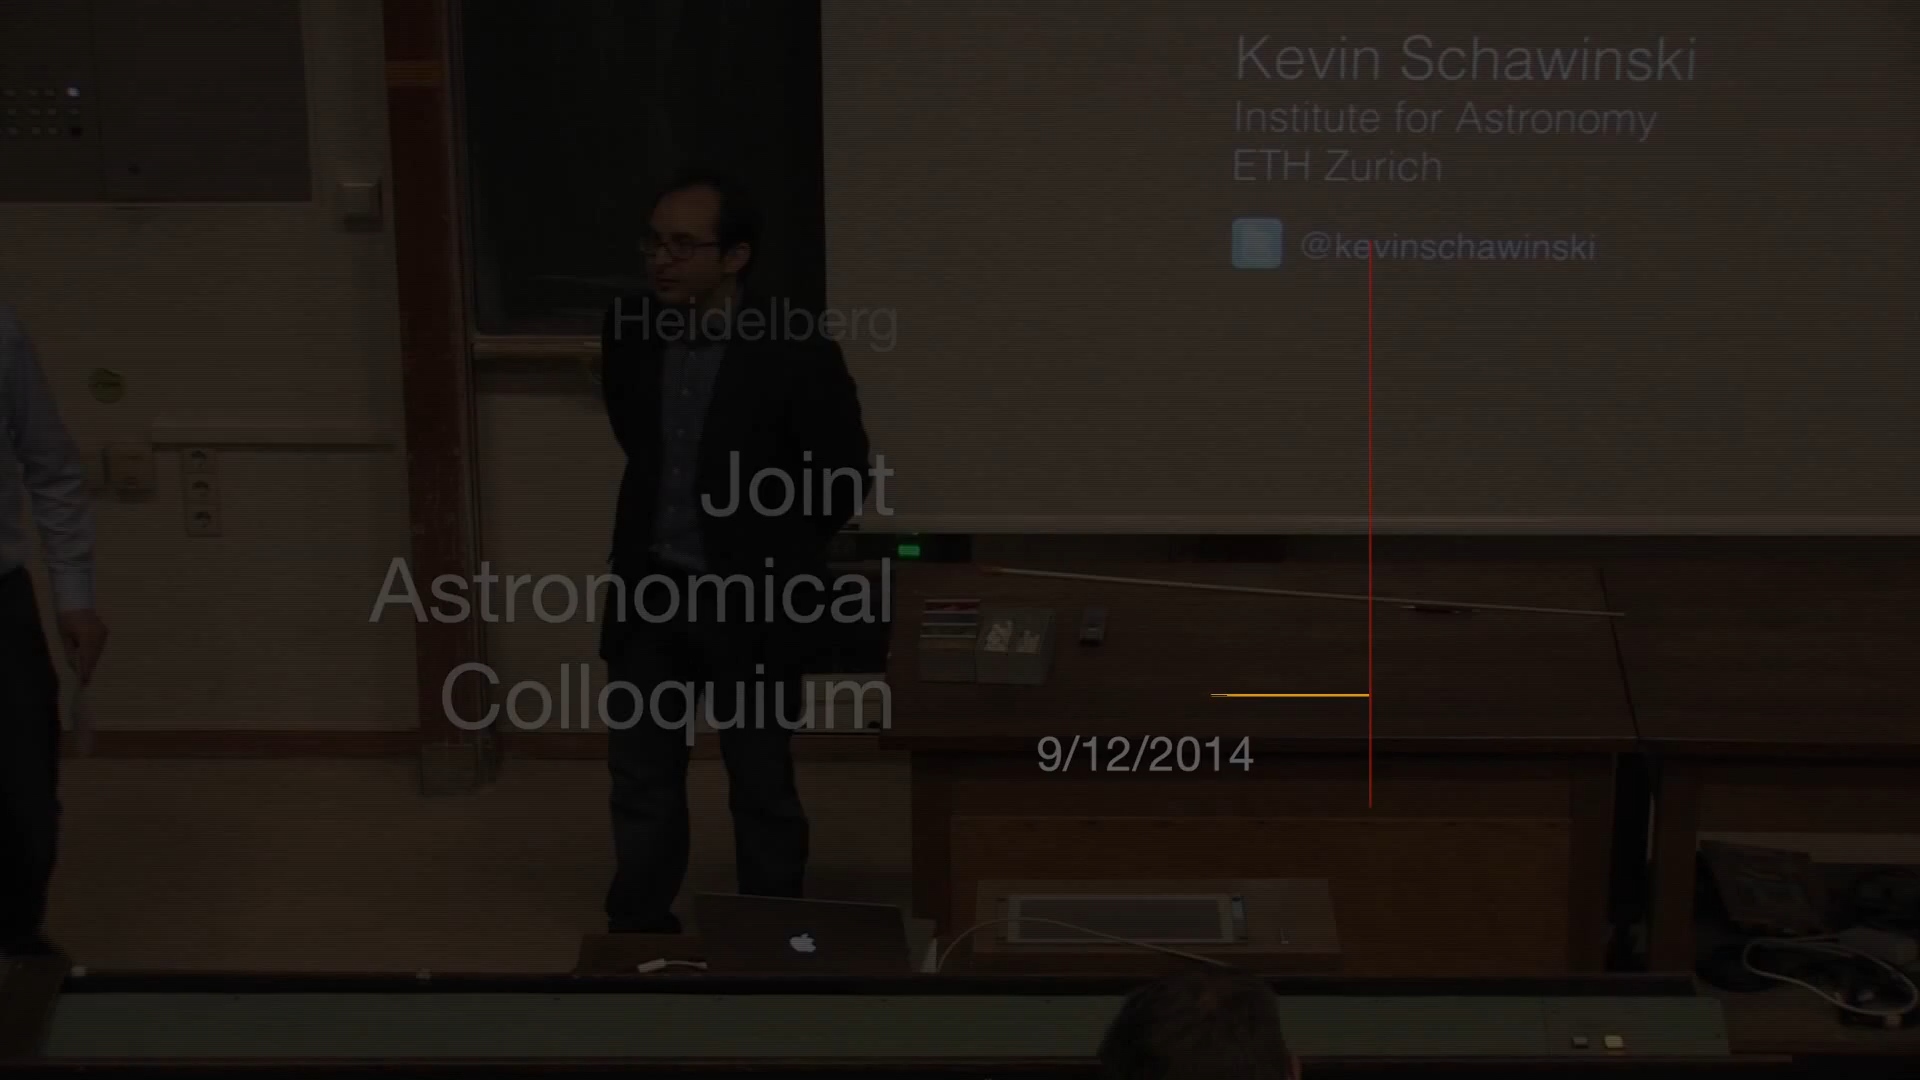 Kevin Schawinski
Institute for Astronomy
ETH Zurich
@kevinschawinski
Heidelberg
Joint
Astronomical
Colloquium
9/12/2014